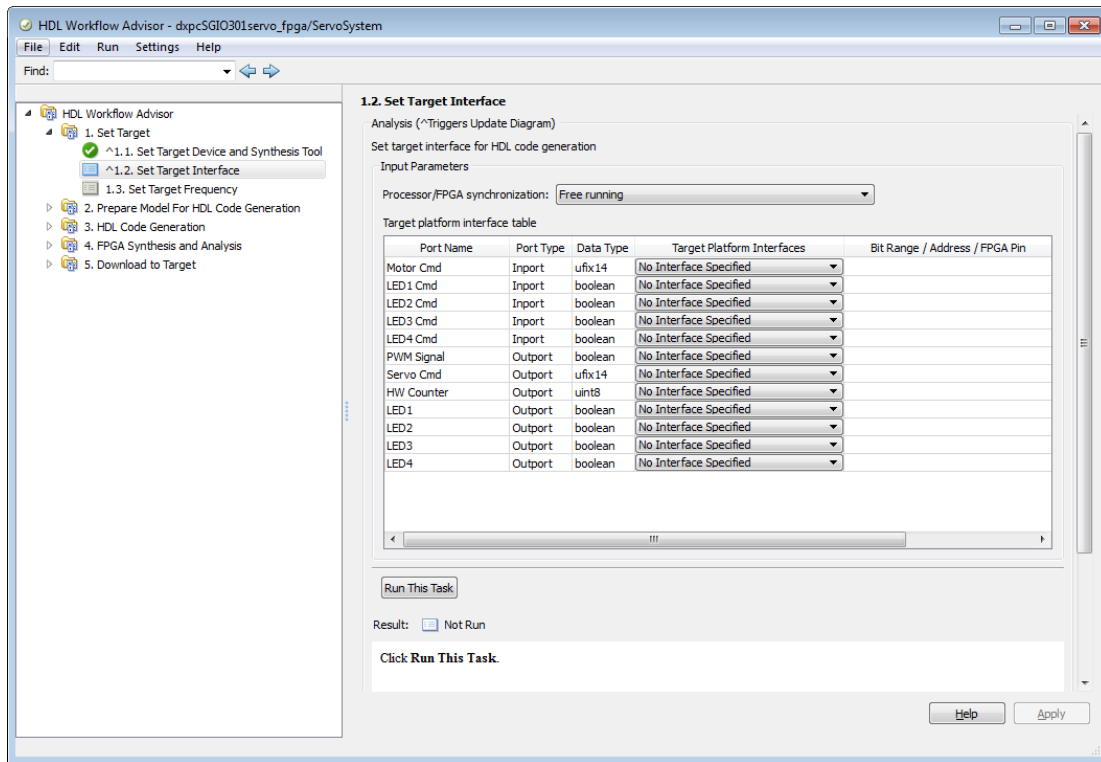 HDL Workflow Advisor - dxpcSGIO301servo_fpga/ServoSystem
File Edit Run Settings Help
Find:
HDL Workflow Advisor
1. Set Target
^1.1. Set Target Device and Synthesis Tool
^1.2. Set Target Interface
1.3. Set Target Frequency
2. Prepare Model For HDL Code Generation
3. HDL Code Generation
4. FPGA Synthesis and Analysis
5. Download to Target
1.2. Set Target Interface
Analysis (^Triggers Update Diagram)
Set target interface for HDL code generation
Input Parameters
Processor/FPGA synchronization: Free running
Target platform interface table
Port Name Port Type Data Type Target Platform Interfaces Bit Range / Address / FPGA Pin
Motor Cmd Inport ufix14 No Interface Specified
LED1 Cmd Inport boolean No Interface Specified
LED2 Cmd Inport boolean No Interface Specified
LED3 Cmd Inport boolean No Interface Specified
LED4 Cmd Inport boolean No Interface Specified
PWM Signal Outport boolean No Interface Specified
Servo Cmd Outport ufix14 No Interface Specified
HW Counter Outport uint8 No Interface Specified
LED1 Outport boolean No Interface Specified
LED2 Outport boolean No Interface Specified
LED3 Outport boolean No Interface Specified
LED4 Outport boolean No Interface Specified
Run This Task
Result: Not Run
Click Run This Task.
Help Apply